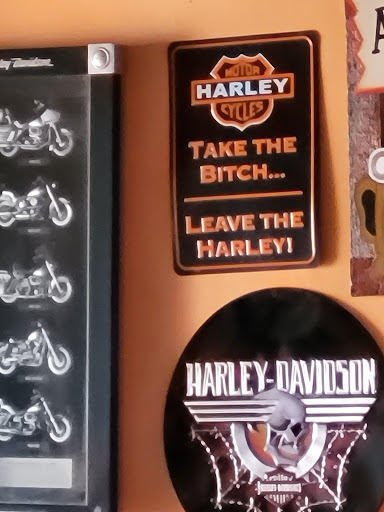 MOTOR
HARLEY
CYCLES
TAKE THE
BITCH...
LEAVE THE
HARLEY!
HARLEY-DAVIDSON